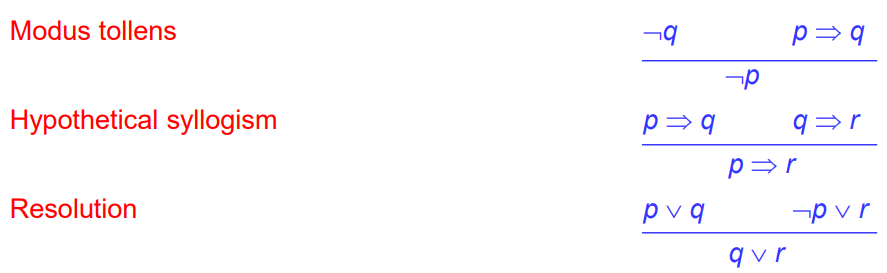 Modus tollens ¬q p ⇒ q
¬p
Hypothetical syllogism p ⇒ q q ⇒ r
p ⇒ r
Resolution p ∨ q ¬p ∨ r
q ∨ r